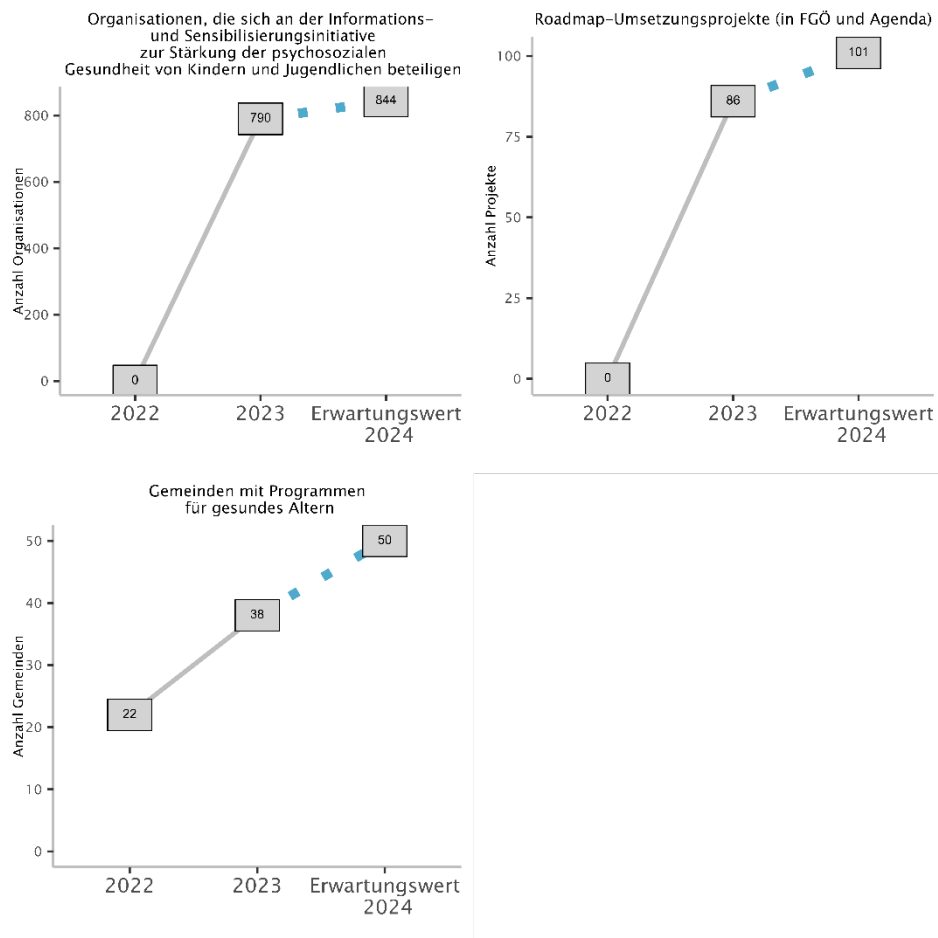 Organisationen, die sich an der Informations-
und Sensibilisierungsinitiative
zur Stärkung der psychosozialen
Gesundheit von Kindern und Jugendlichen beteiligen
Anzahl Organisationen
800
600
400
200
0
0
790
844
2022
2023
Erwartungswert
2024
Roadmap-Umsetzungsprojekte (in FGÖ und Agenda)
Anzahl Projekte
100
75
50
25
0
0
86
101
2022
2023
Erwartungswert
2024
Gemeinden mit Programmen
für gesundes Altern
Anzahl Gemeinden
50
40
30
20
10
0
22
38
50
2022
2023
Erwartungswert
2024